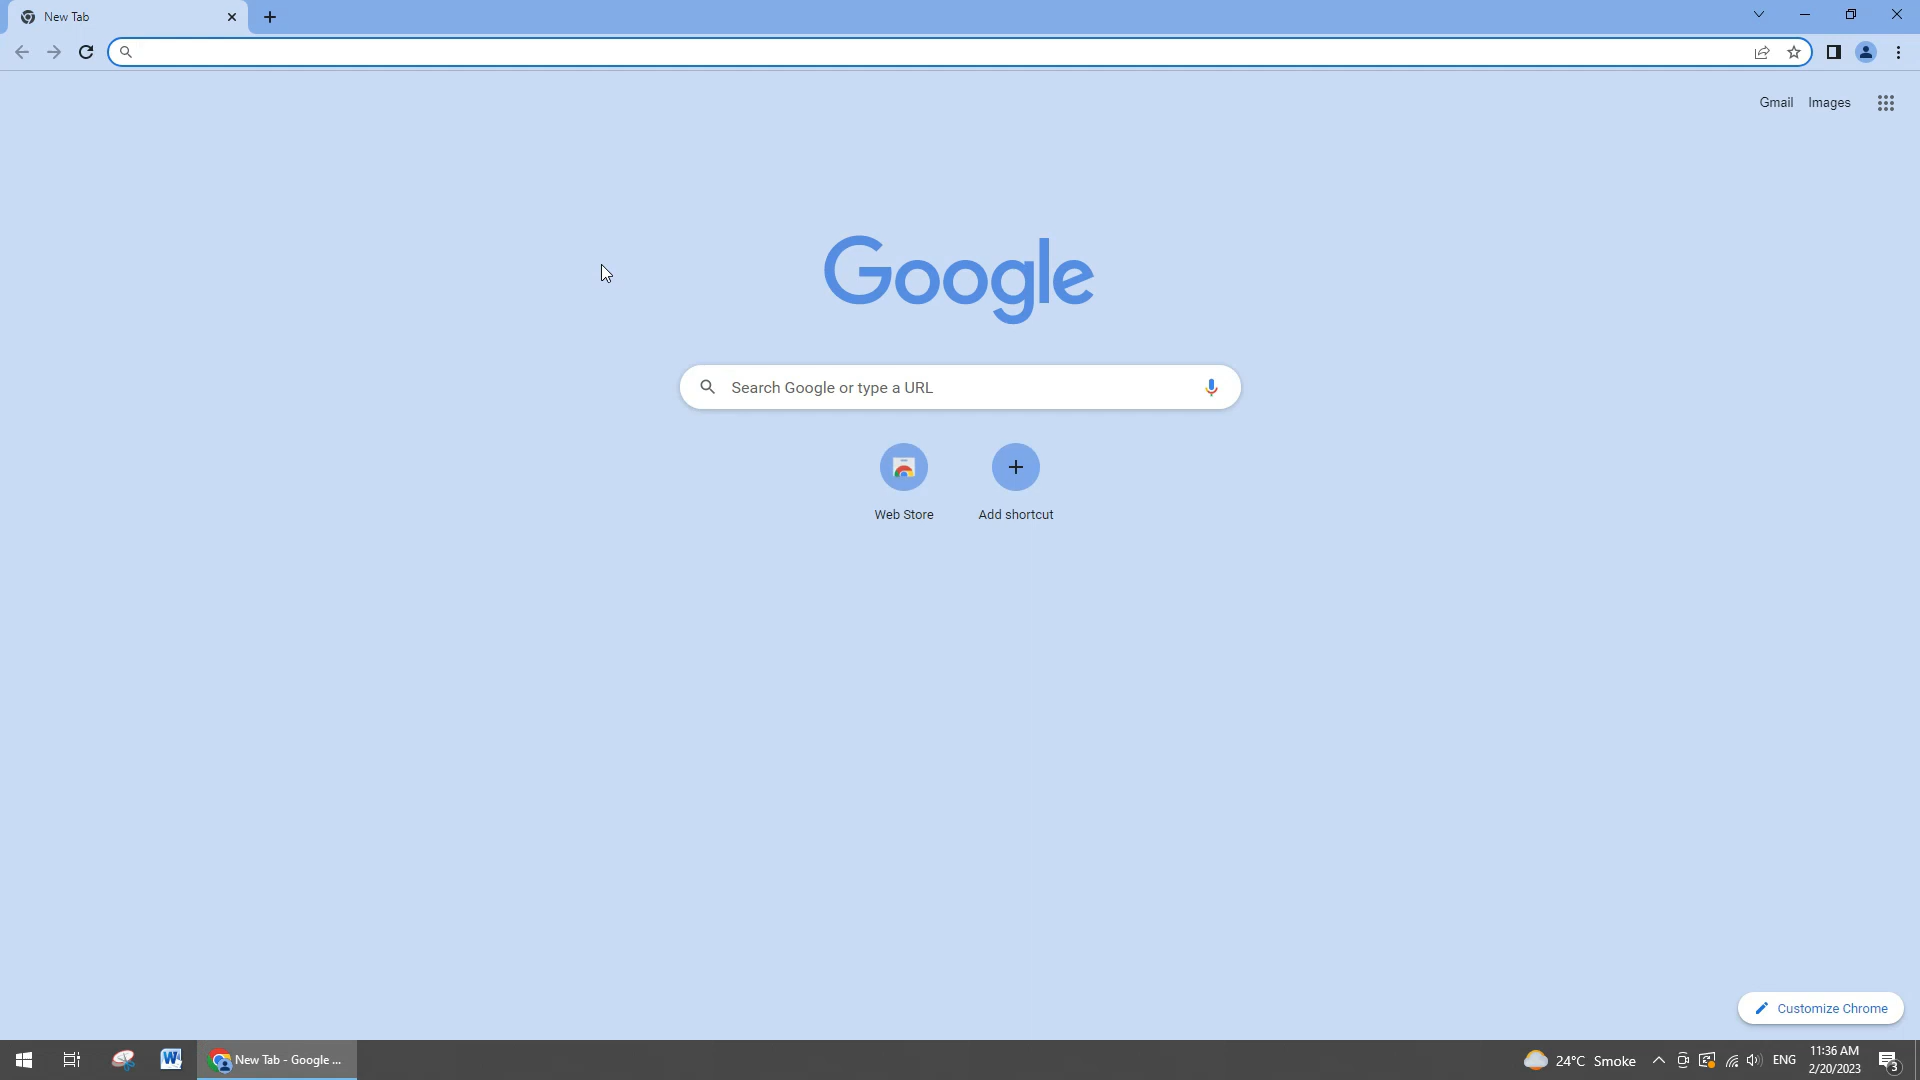 New Tab
Gmail Images
Google
Search Google or type a URL
Web Store Add shortcut
Customize Chrome
W
New Tab - Google ...
24°C Smoke
ENG
11:36 AM
2/20/2023
3